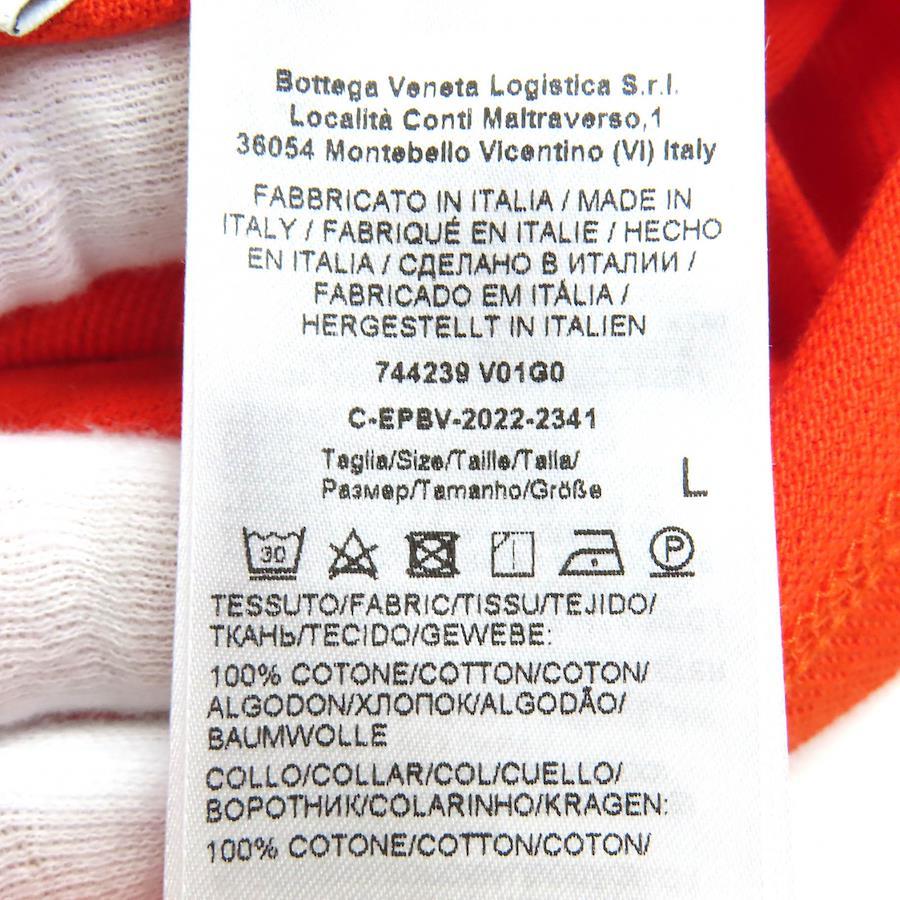 Bottega Veneta Logistica S.r.l.
Località Conti Maltraverso,1
36054 Montebello Vicentino (VI) Italy
FABBRICATO IN ITALIA / MADE IN
ITALY / FABRIQUÉ EN ITALIE / HECHO
EN ITALIA / СДЕЛАНО В ИТАЛИИ /
FABRICADO EM ITÁLIA /
HERGESTELLT IN ITALIEN
744239 V01G0
C-EPBV-2022-2341
Taglia/Size/Taille/Talla/
Размер/Tamanho/Größe L
30 P
TESSUTO/FABRIC/TISSU/TEJIDO/
ТКАНЬ/TECIDO/GEWEBE:
100% COTONE/COTTON/COTON/
ALGODON/ХЛОПОК/ALGODÃO/
BAUMWOLLE
COLLO/COLLAR/COL/CUELLO/
ВОРОТНИК/COLARINHO/KRAGEN:
100% COTONE/COTTON/COTON/